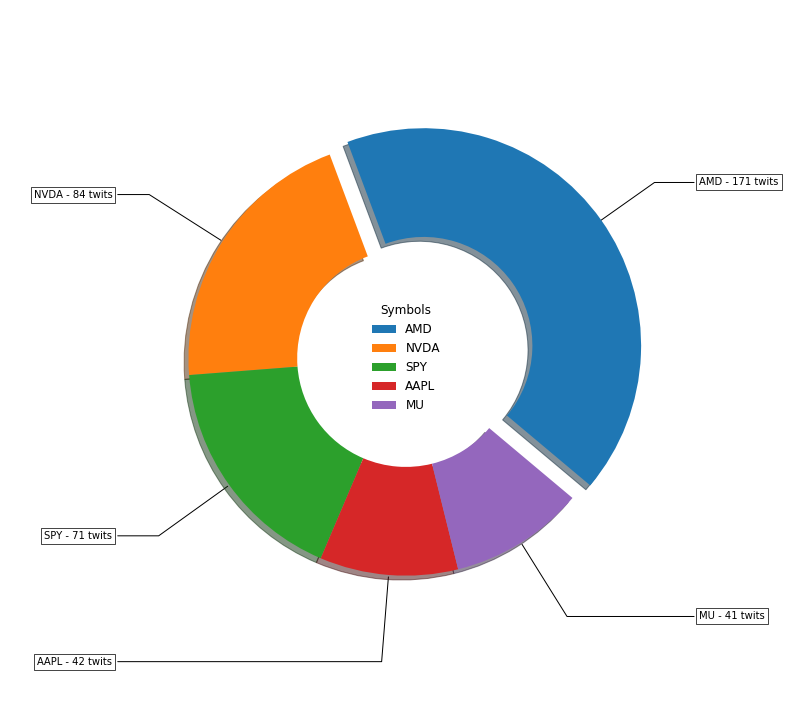 AMD - 171 twits
NVDA - 84 twits
Symbols
AMD
NVDA
SPY
AAPL
MU
SPY - 71 twits
MU - 41 twits
AAPL - 42 twits